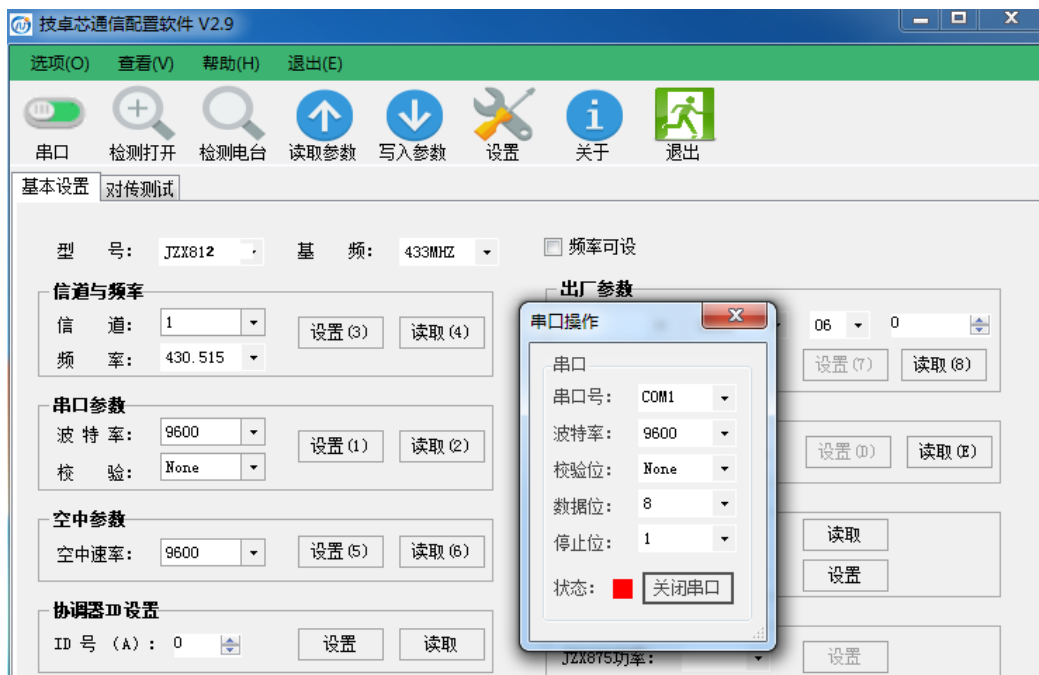 技卓芯通信配置软件 V2.9
选项(O) 查看(V) 帮助(H) 退出(E)
串口 检测打开 检测电台 读取参数 写入参数 设置 关于 退出
基本设置 对传测试
型 号: JZX812 基 频: 433MHZ 频率可设
信道与频率
信 道: 1 设置(3) 读取(4)
频 率: 430.515
串口参数
波 特 率: 9600 设置(1) 读取(2)
校 验: None
空中参数
空中速率: 9600 设置(5) 读取(6)
协调器ID设置
ID 号 (A): 0 设置 读取
出厂参数
06 0
设置(7) 读取(8)
设置(D) 读取(E)
读取
设置
JZX875功率: 设置
串口操作
串口
串口号: COM1
波特率: 9600
校验位: None
数据位: 8
停止位: 1
状态: 关闭串口